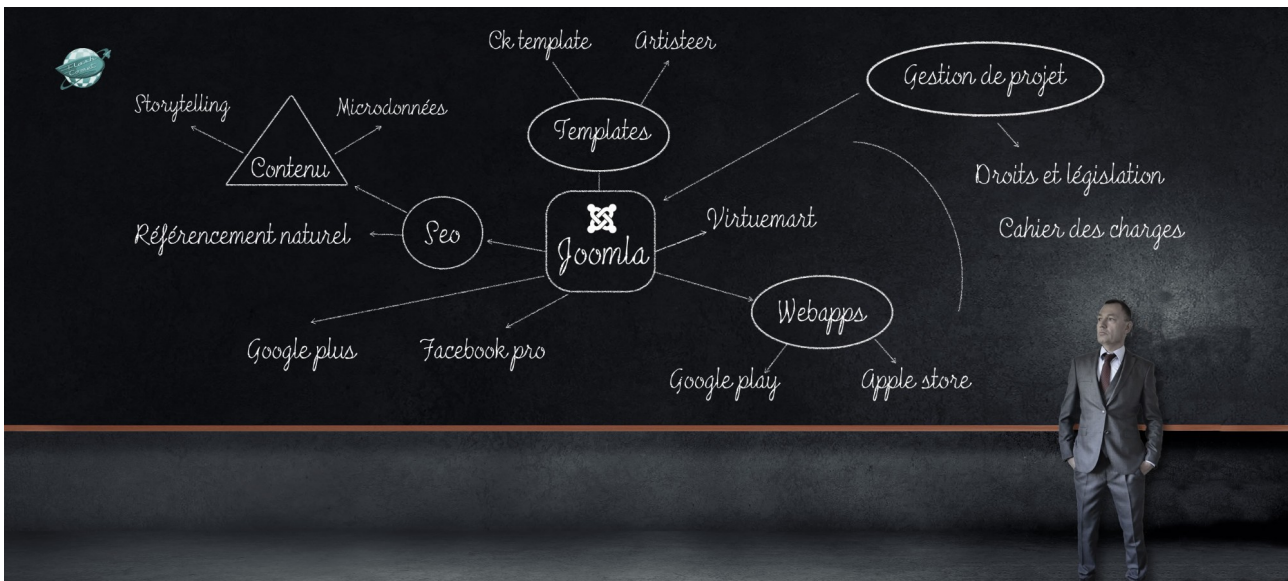 Ck template
Artisteer
Gestion de projet
Storytelling
Microdonnées
Templates
Contenu
Droits et législation
Virtuemart
Référencement naturel
Seo
Joomla
Cahier des charges
Webapps
Google plus
Facebook pro
Google play
Apple store